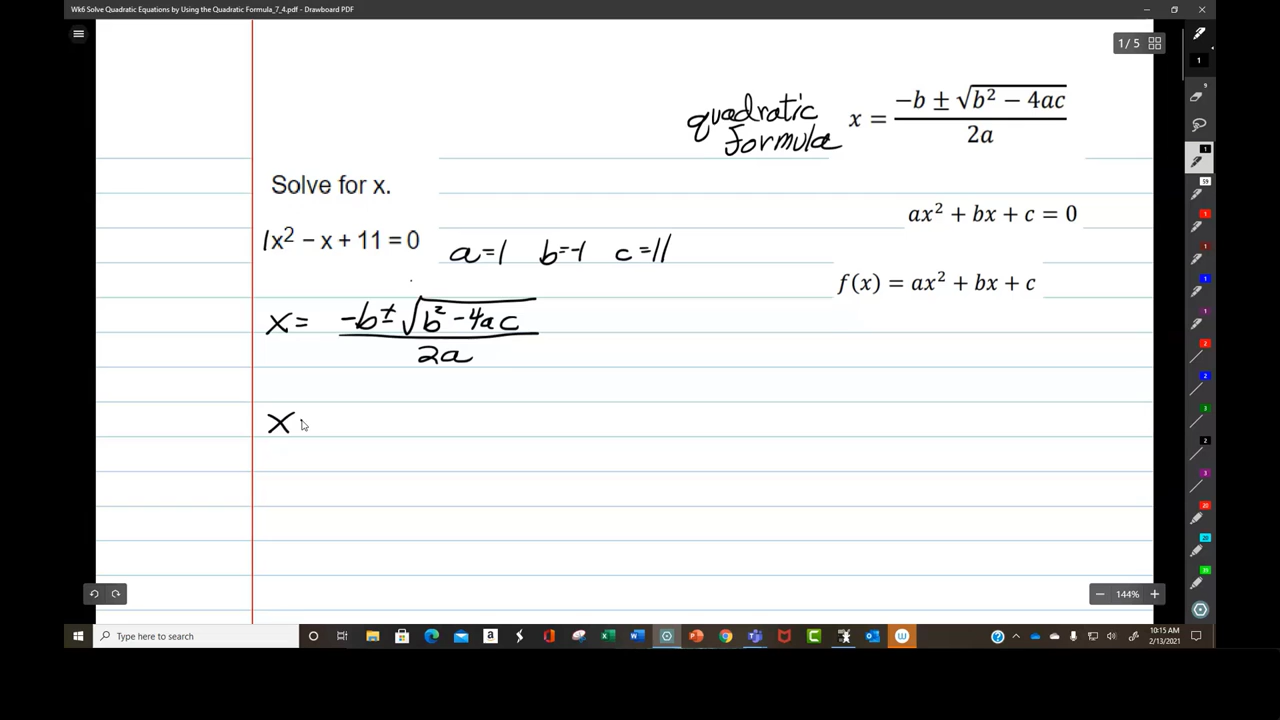 Wk6 Solve Quadratic Equations by Using the Quadratic Formula_7_4.pdf - Drawboard PDF
1 / 5
quadratic formula x = (−b ± √(b² − 4ac)) / 2a
Solve for x.
ax² + bx + c = 0
1x² − x + 11 = 0 a=1 b=-1 c=11
f(x) = ax² + bx + c
x = (-b ± √(b² - 4ac)) / 2a
x
144%
Type here to search
10:15 AM
2/13/2021